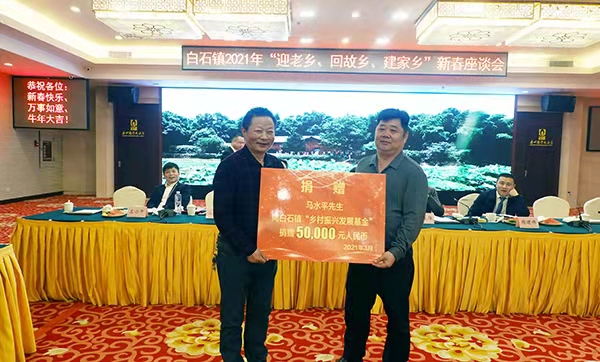 白石镇2021年“迎老乡、回故乡、建家乡”新春座谈会
恭祝各位：
新春快乐、
万事如意、
牛年大吉！
捐 赠
马水平先生
向白石镇“乡村振兴发展基金”
捐赠50,000元人民币
2021年3月